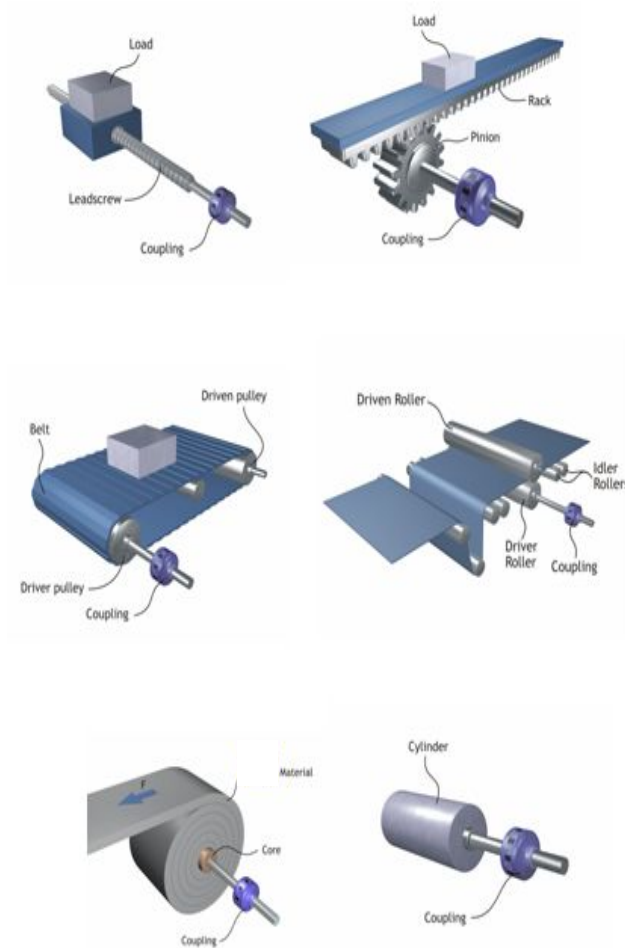 Load
Leadscrew
Coupling
Load
Rack
Pinion
Coupling
Driven pulley
Belt
Driver pulley
Coupling
Driven Roller
Idler
Rollers
Driver
Roller
Coupling
F
Material
Core
Coupling
Cylinder
Coupling